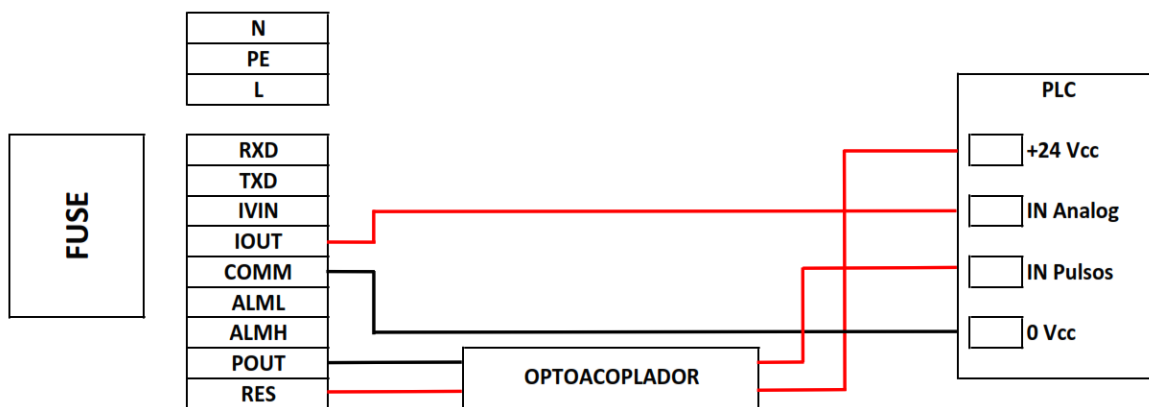 N
PE
L
FUSE
RXD
TXD
IVIN
IOUT
COMM
ALML
ALMH
POUT
RES
OPTOACOPLADOR
PLC
+24 Vcc
IN Analog
IN Pulsos
0 Vcc